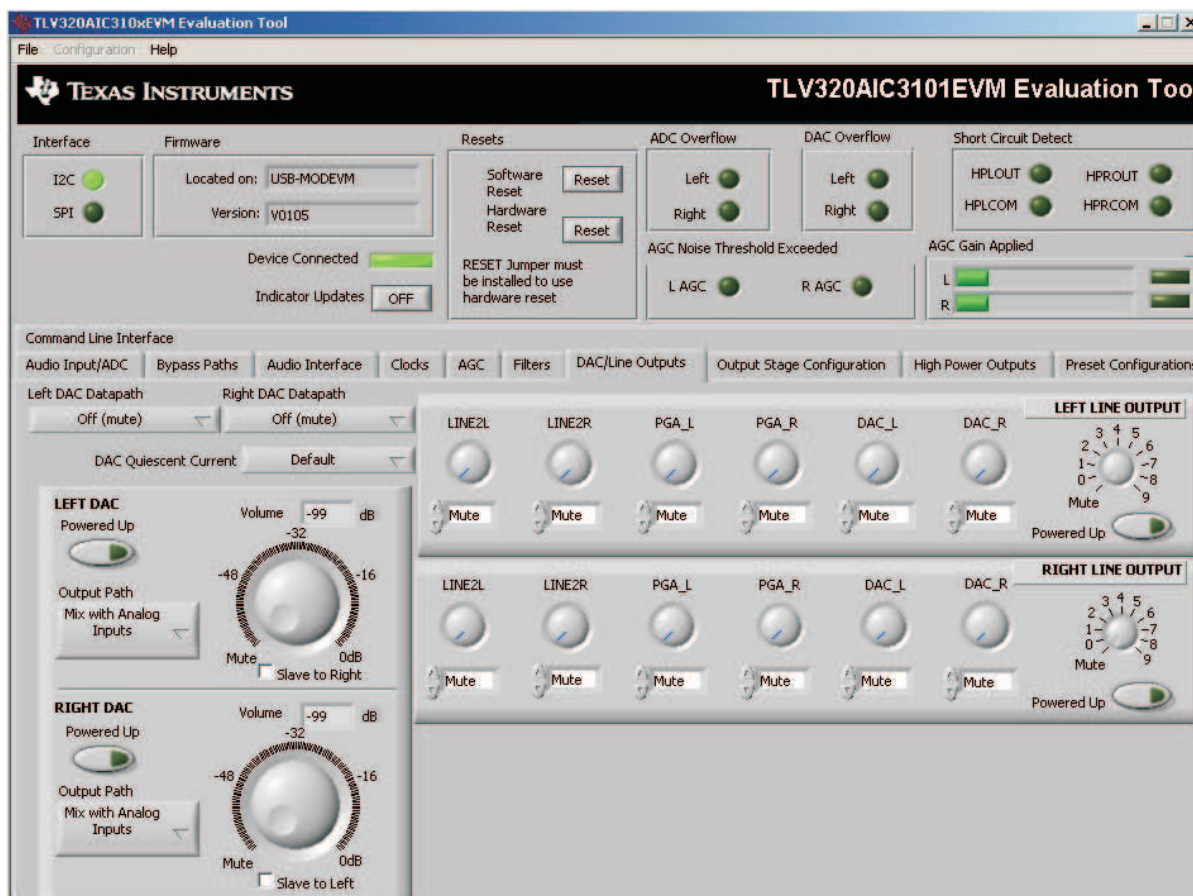 TLV320AIC310xEVM Evaluation Tool
File Configuration Help
TEXAS INSTRUMENTS
TLV320AIC3101EVM Evaluation Too
Interface
I2C
SPI
Firmware
Located on: USB-MODEVM
Version: V0105
Device Connected
Indicator Updates OFF
Resets
Software Reset Reset
Hardware Reset Reset
RESET Jumper must
be installed to use
hardware reset
ADC Overflow
Left
Right
DAC Overflow
Left
Right
Short Circuit Detect
HPLOUT HPROUT
HPLCOM HPRCOM
AGC Noise Threshold Exceeded
L AGC R AGC
AGC Gain Applied
L
R
Command Line Interface
Audio Input/ADC Bypass Paths Audio Interface Clocks AGC Filters DAC/Line Outputs Output Stage Configuration High Power Outputs Preset Configurations
Left DAC Datapath Right DAC Datapath
Off (mute) Off (mute)
DAC Quiescent Current Default
LEFT DAC
Powered Up
Volume -99 dB
-32
-48 -16
Mute 0dB
Output Path
Mix with Analog
Inputs
Slave to Right
RIGHT DAC
Powered Up
Volume -99 dB
-32
-48 -16
Mute 0dB
Output Path
Mix with Analog
Inputs
Slave to Left
LEFT LINE OUTPUT
LINE2L LINE2R PGA_L PGA_R DAC_L DAC_R
Mute Mute Mute Mute Mute Mute
0 1 2 3 4 5 6 7 8 9
Mute
Powered Up
RIGHT LINE OUTPUT
LINE2L LINE2R PGA_L PGA_R DAC_L DAC_R
Mute Mute Mute Mute Mute Mute
0 1 2 3 4 5 6 7 8 9
Mute
Powered Up